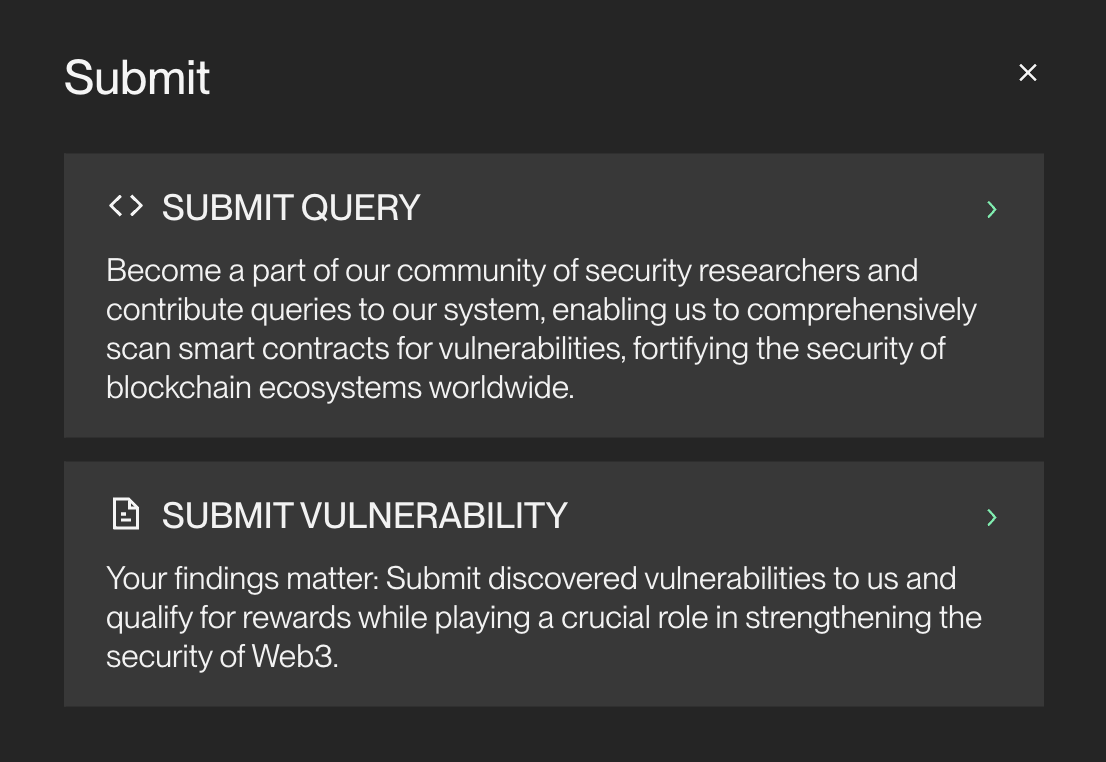 Submit
SUBMIT QUERY
Become a part of our community of security researchers and
contribute queries to our system, enabling us to comprehensively
scan smart contracts for vulnerabilities, fortifying the security of
blockchain ecosystems worldwide.
SUBMIT VULNERABILITY
Your findings matter: Submit discovered vulnerabilities to us and
qualify for rewards while playing a crucial role in strengthening the
security of Web3.